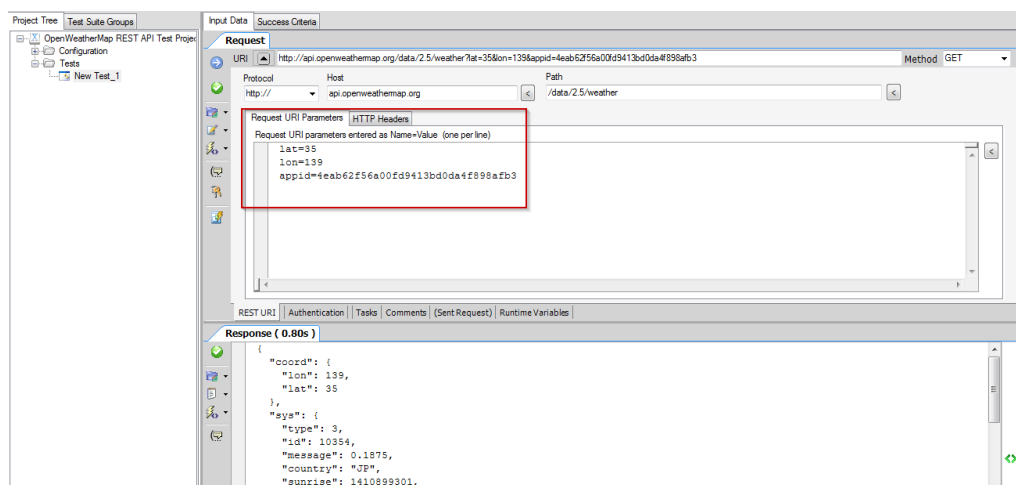 Project Tree Test Suite Groups
OpenWeatherMap REST API Test Projec
Configuration
Tests
New Test_1
Input Data Success Criteria
Request
URI http://api.openweathermap.org/data/2.5/weather?lat=35&lon=139&appid=4eab62f56a00fd9413bd0da4f898afb3 Method GET
Protocol Host Path
http:// api.openweathermap.org < /data/2.5/weather <
Request URI Parameters HTTP Headers
Request URI parameters entered as Name=Value (one per line)
lat=35
lon=139
appid=4eab62f56a00fd9413bd0da4f898afb3
REST URI Authentication Tasks Comments (Sent Request) Runtime Variables
Response ( 0.80s )
{
"coord": {
"lon": 139,
"lat": 35
},
"sys": {
"type": 3,
"id": 10354,
"message": 0.1875,
"country": "JP",
"sunrise": 1410899301,